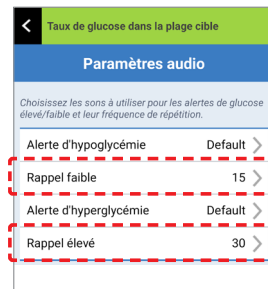 Taux de glucose dans la plage cible
Paramètres audio
Choisissez les sons à utiliser pour les alertes de glucose
élevé/faible et leur fréquence de répétition.
Alerte d'hypoglycémie Default
Rappel faible 15
Alerte d'hyperglycémie Default
Rappel élevé 30